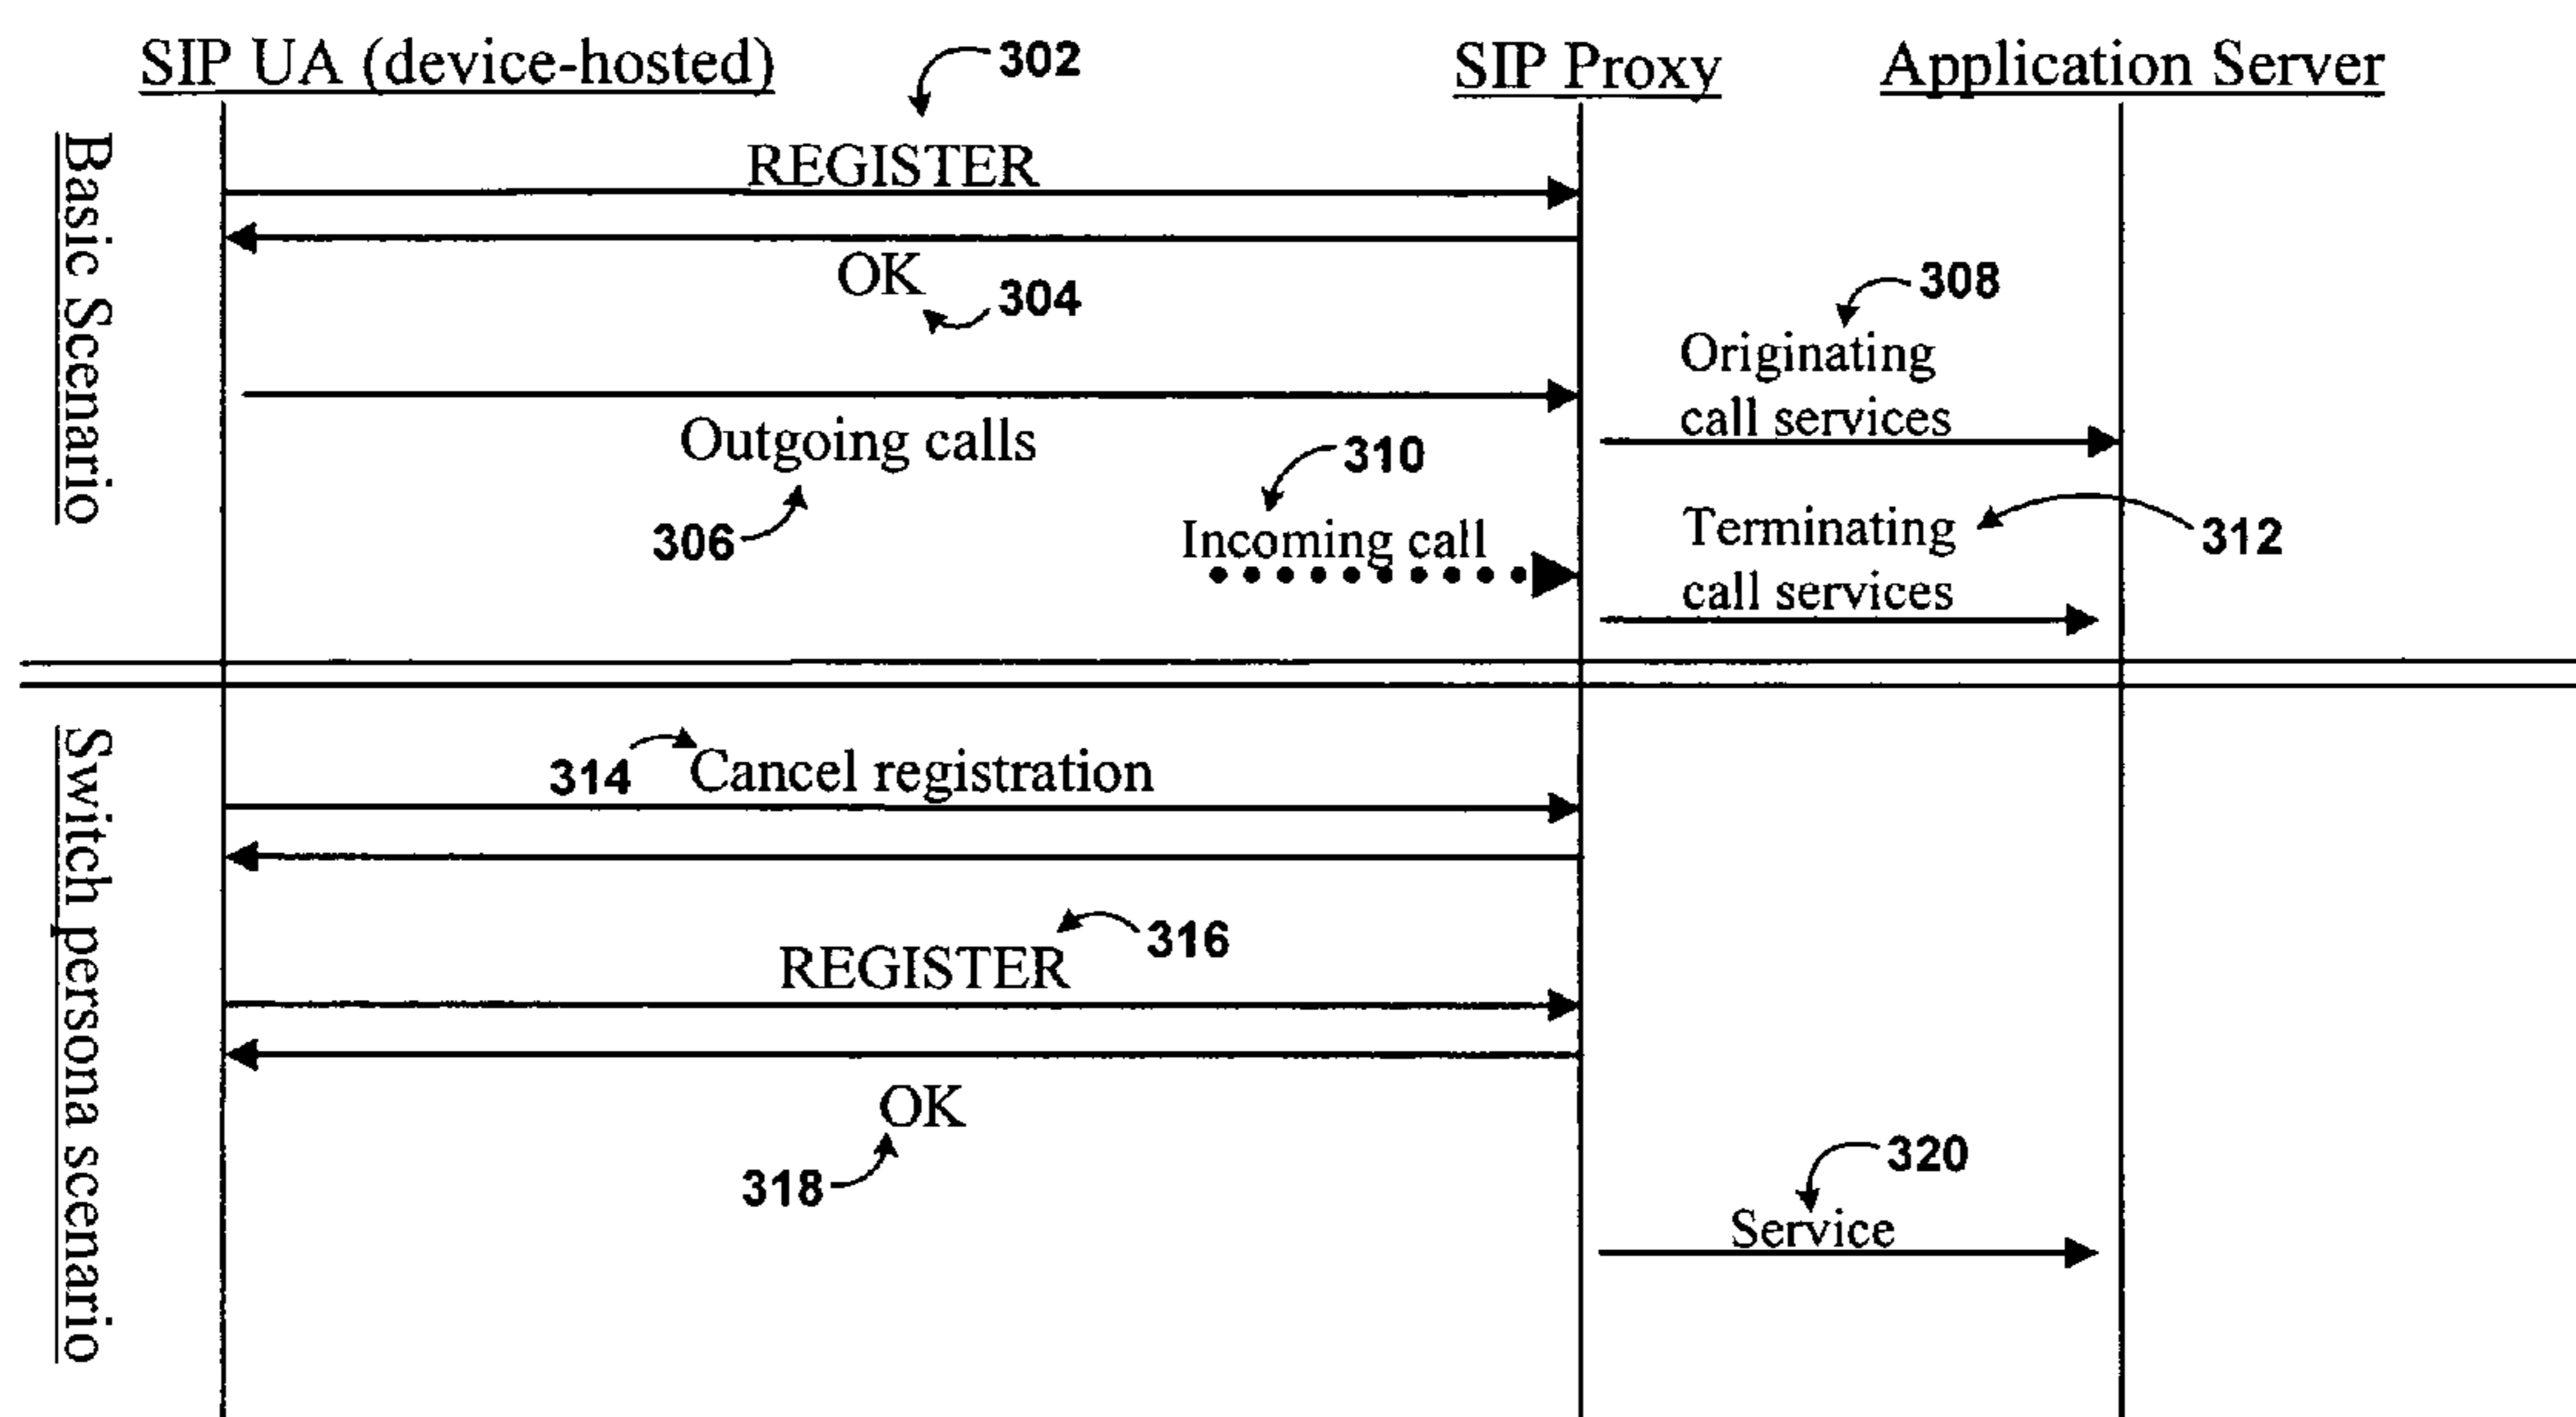 SIP UA (device-hosted)
302
SIP Proxy
Application Server
Basic Scenario
REGISTER
OK
304
308
Originating
call services
Outgoing calls
306
310
Incoming call
Terminating
call services
312
Switch persona scenario
314
Cancel registration
316
REGISTER
OK
318
320
Service